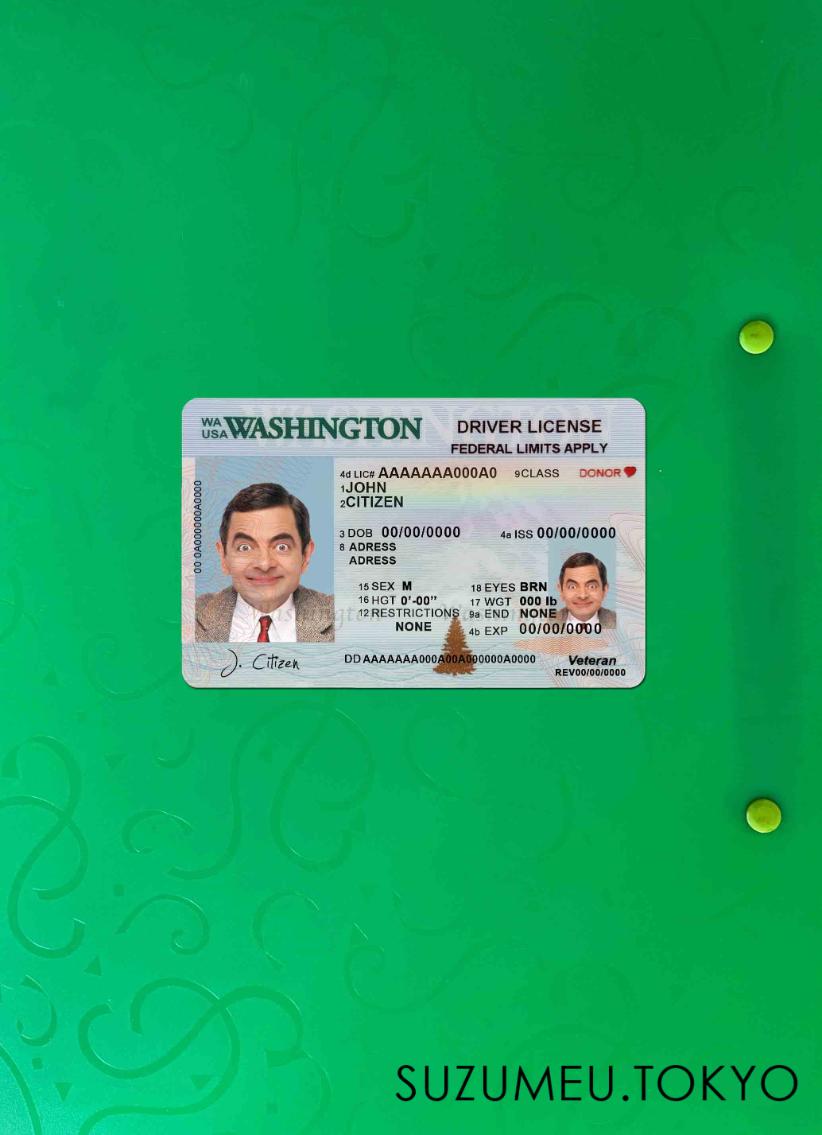 WA WASHINGTON DRIVER LICENSE
USA
FEDERAL LIMITS APPLY
4d LIC# AAAAAAA000A0 9CLASS DONOR
1JOHN
2CITIZEN
3 DOB 00/00/0000 4a ISS 00/00/0000
8 ADRESS
ADRESS
15 SEX M 18 EYES BRN
16 HGT 0'-00" 17 WGT 000 lb
12 RESTRICTIONS 9a END NONE
NONE 4b EXP 00/00/0000
00 0A000000A0000
J. Citizen
DD AAAAAAA000A00A000000A0000
Veteran
REV00/00/0000
SUZUMEU.TOKYO